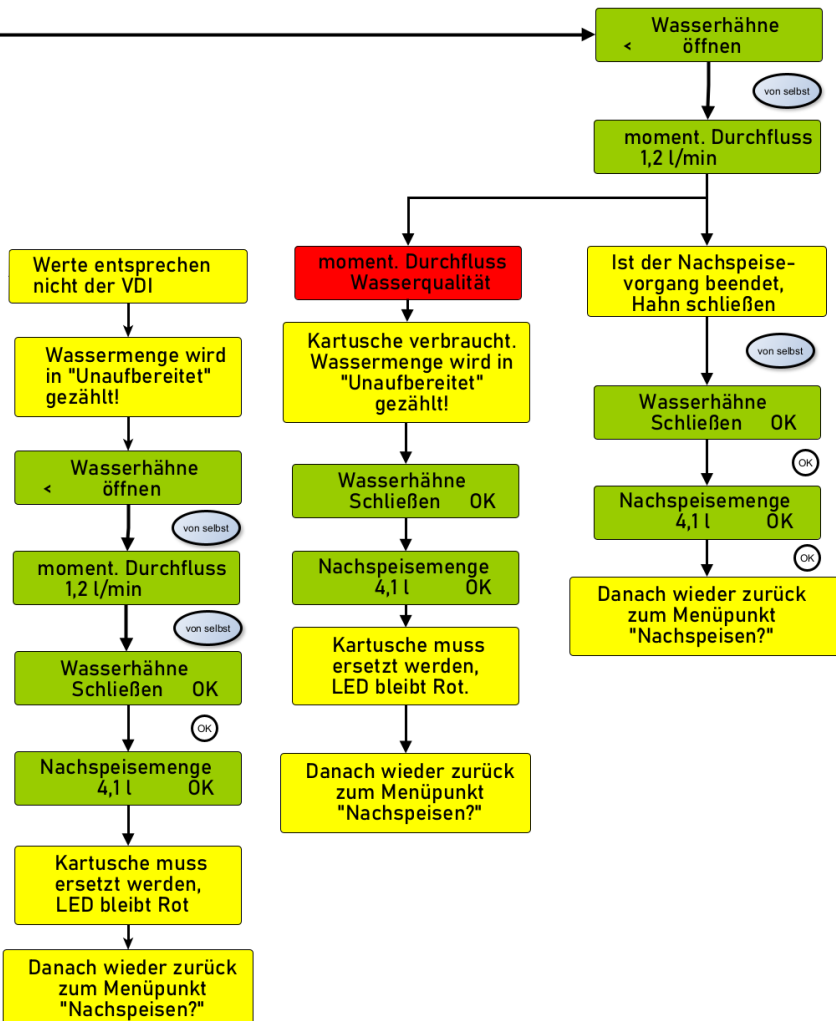 Wasserhähne
< öffnen
von selbst
moment. Durchfluss
1,2 l/min
Werte entsprechen
nicht der VDI
Wassermenge wird
in "Unaufbereitet"
gezählt!
Wasserhähne
< öffnen
von selbst
moment. Durchfluss
1,2 l/min
von selbst
Wasserhähne
Schließen OK
OK
Nachspeisemenge
4,1 l OK
Kartusche muss
ersetzt werden,
LED bleibt Rot
Danach wieder zurück
zum Menüpunkt
"Nachspeisen?"
moment. Durchfluss
Wasserqualität
Kartusche verbraucht.
Wassermenge wird in
"Unaufbereitet"
gezählt!
Wasserhähne
Schließen OK
Nachspeisemenge
4,1 l OK
Kartusche muss
ersetzt werden,
LED bleibt Rot.
Danach wieder zurück
zum Menüpunkt
"Nachspeisen?"
Ist der Nachspeise-
vorgang beendet,
Hahn schließen
von selbst
Wasserhähne
Schließen OK
OK
Nachspeisemenge
4,1 l OK
OK
Danach wieder zurück
zum Menüpunkt
"Nachspeisen?"